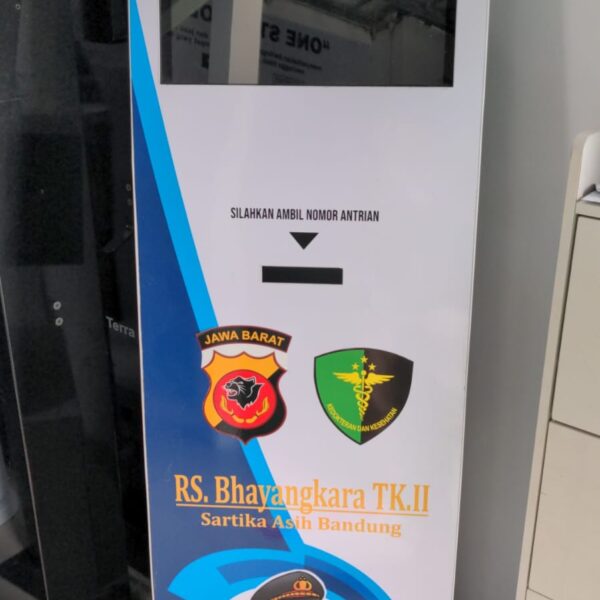 "ONE ST
SILAHKAN AMBIL NOMOR ANTRIAN
Terra
JAWA BARAT
KEDOKTERAN DAN KESEHATAN
RS. Bhayangkara TK.II
Sartika Asih Bandung